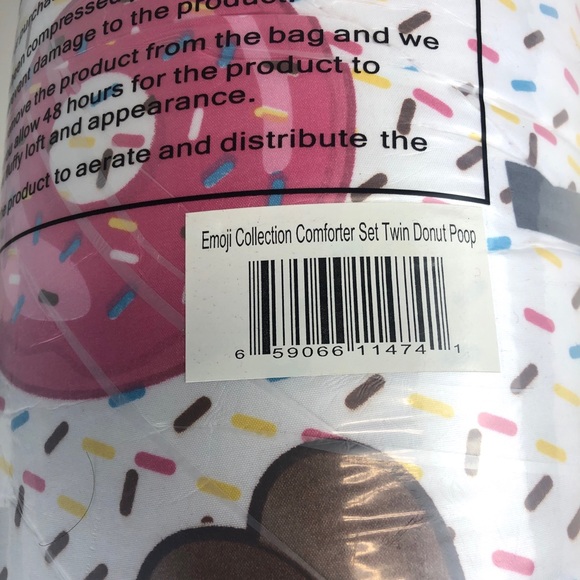 compressed
damage to the product.
the product from the bag and we
allow 48 hours for the product to
loft and appearance.
product to aerate and distribute the
Emoji Collection Comforter Set Twin Donut Poop
6 59066 11474 1